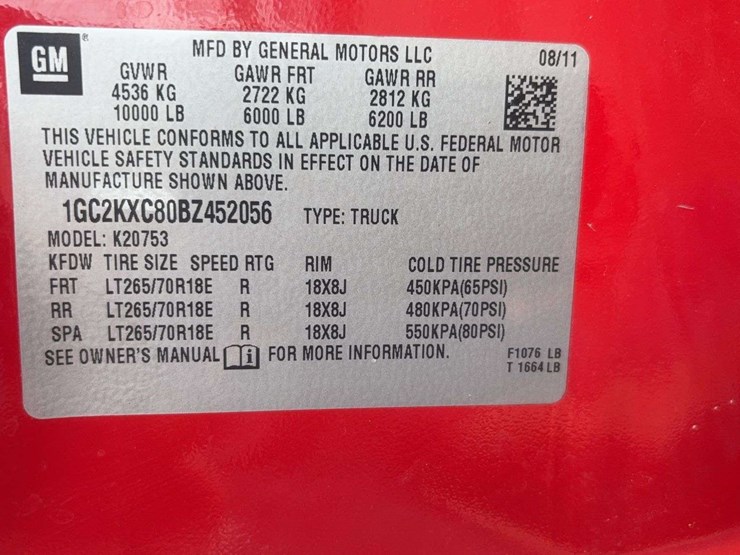 GM ®
MFD BY GENERAL MOTORS LLC 08/11
GVWR GAWR FRT GAWR RR
4536 KG 2722 KG 2812 KG
10000 LB 6000 LB 6200 LB
THIS VEHICLE CONFORMS TO ALL APPLICABLE U.S. FEDERAL MOTOR
VEHICLE SAFETY STANDARDS IN EFFECT ON THE DATE OF
MANUFACTURE SHOWN ABOVE.
1GC2KXC80BZ452056 TYPE: TRUCK
MODEL: K20753
KFDW TIRE SIZE SPEED RTG RIM COLD TIRE PRESSURE
FRT LT265/70R18E R 18X8J 450KPA(65PSI)
RR LT265/70R18E R 18X8J 480KPA(70PSI)
SPA LT265/70R18E R 18X8J 550KPA(80PSI)
SEE OWNER'S MANUAL i FOR MORE INFORMATION. F1076 LB
T 1664 LB